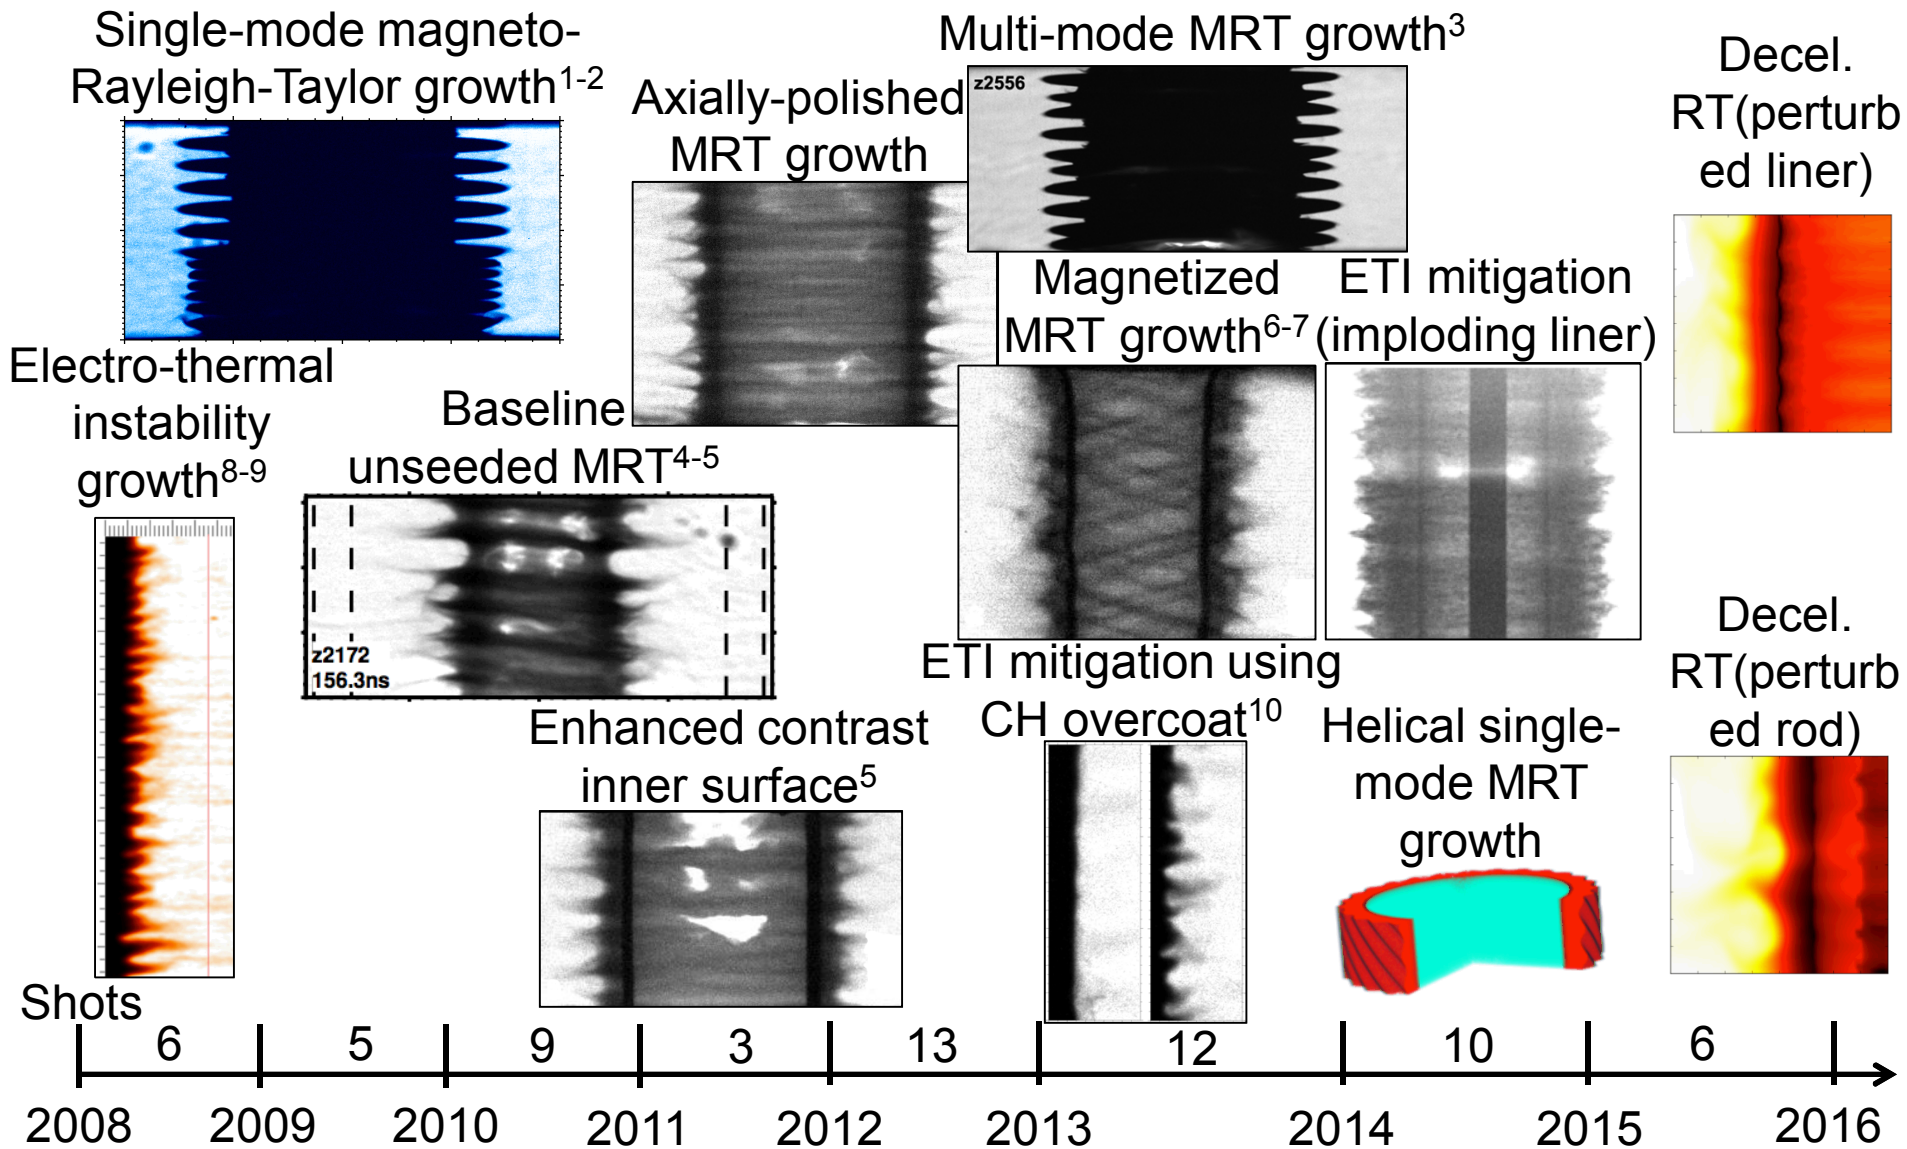 Single-mode magneto-
Rayleigh-Taylor growth1-2
Multi-mode MRT growth3
z2556
Axially-polished
MRT growth
Decel.
RT(perturb
ed liner)
Magnetized
MRT growth6-7
ETI mitigation
(imploding liner)
Electro-thermal
instability
growth8-9
Baseline
unseeded MRT4-5
z2172
156.3ns
Enhanced contrast
inner surface5
ETI mitigation using
CH overcoat10
Helical single-
mode MRT
growth
Decel.
RT(perturb
ed rod)
Shots
6 5 9 3 13 12 10 6
2008 2009 2010 2011 2012 2013 2014 2015 2016